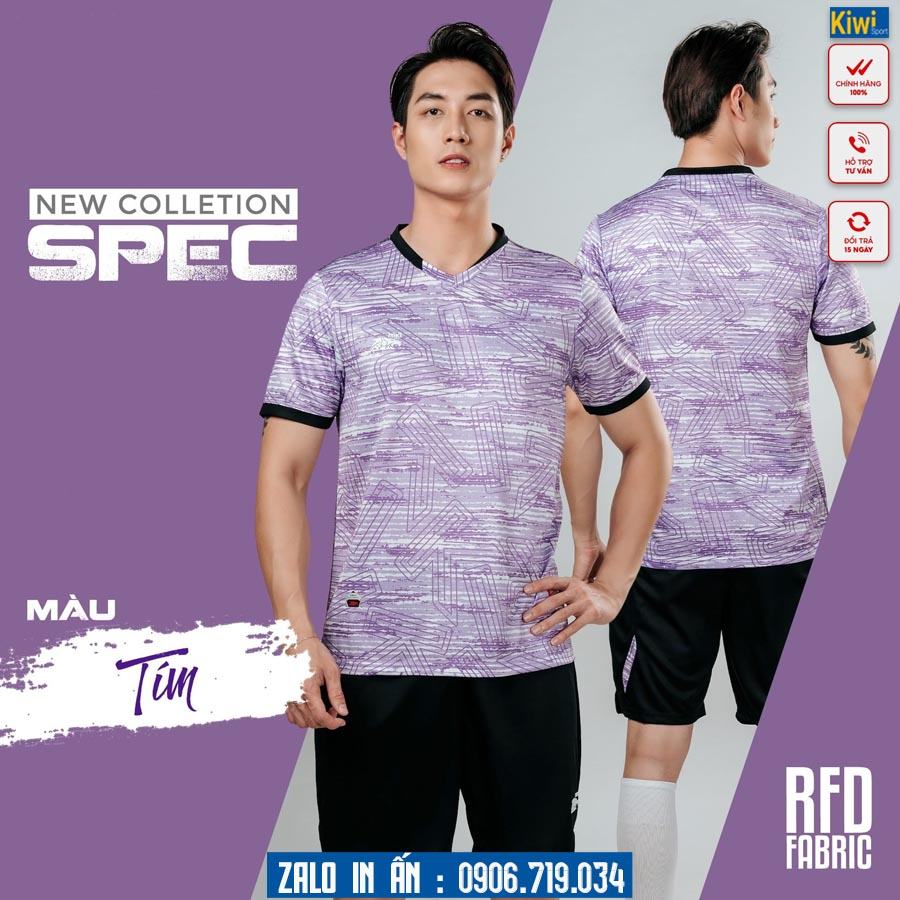 Kiwi
Sport
CHÍNH HÃNG
100%
HỖ TRỢ
TƯ VẤN
ĐỔI TRẢ
15 NGÀY
NEW COLLETION
SPEC
MÀU
Tím
RFD
FABRIC
ZALO IN ẤN : 0906.719.034